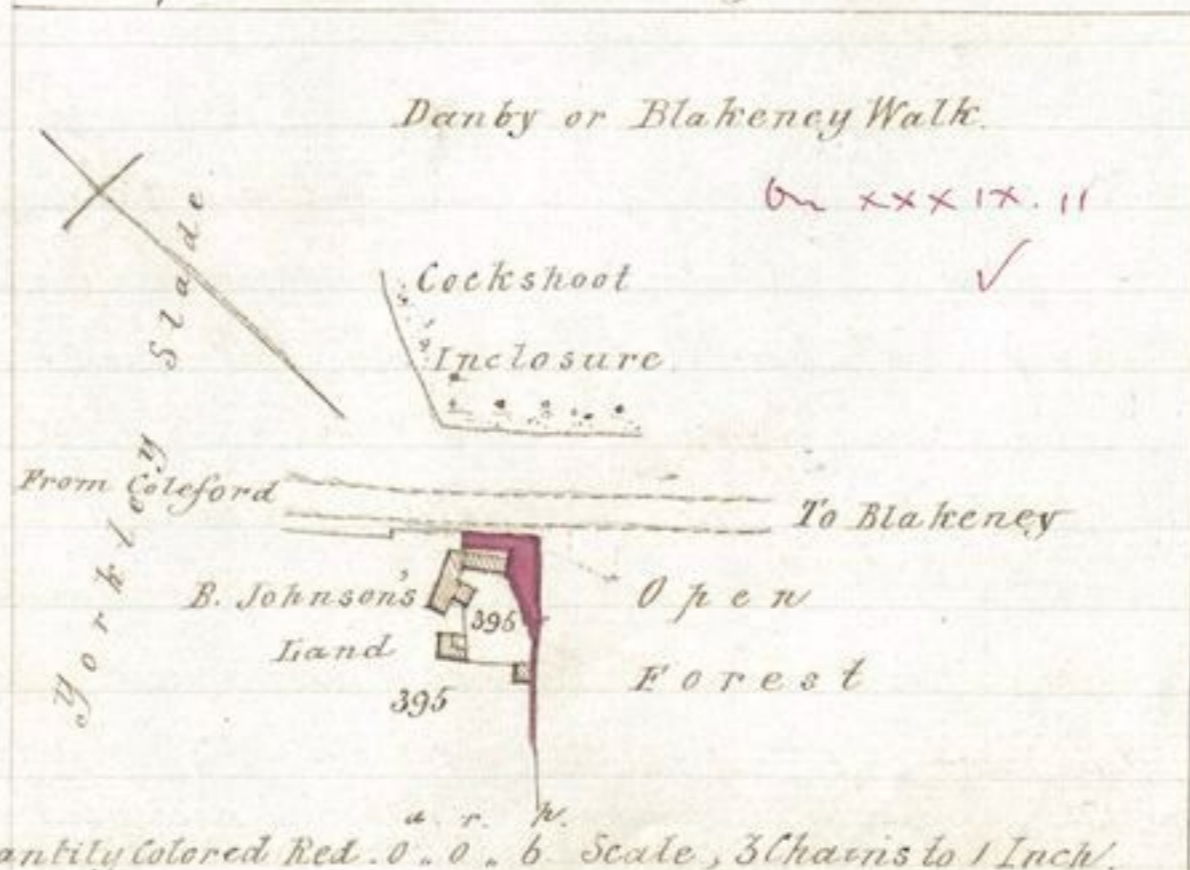 Danby or Blakeney Walk.
On xxxix. 11
Cockshoot
Inclosure
Yorkley Slade
From Coleford
To Blakeney
B. Johnson's
Land
396
395
Open
Forest
a. r. p.
antity Colored Red. 0 .. 0 .. 6 Scale, 3 Chains to 1 Inch.